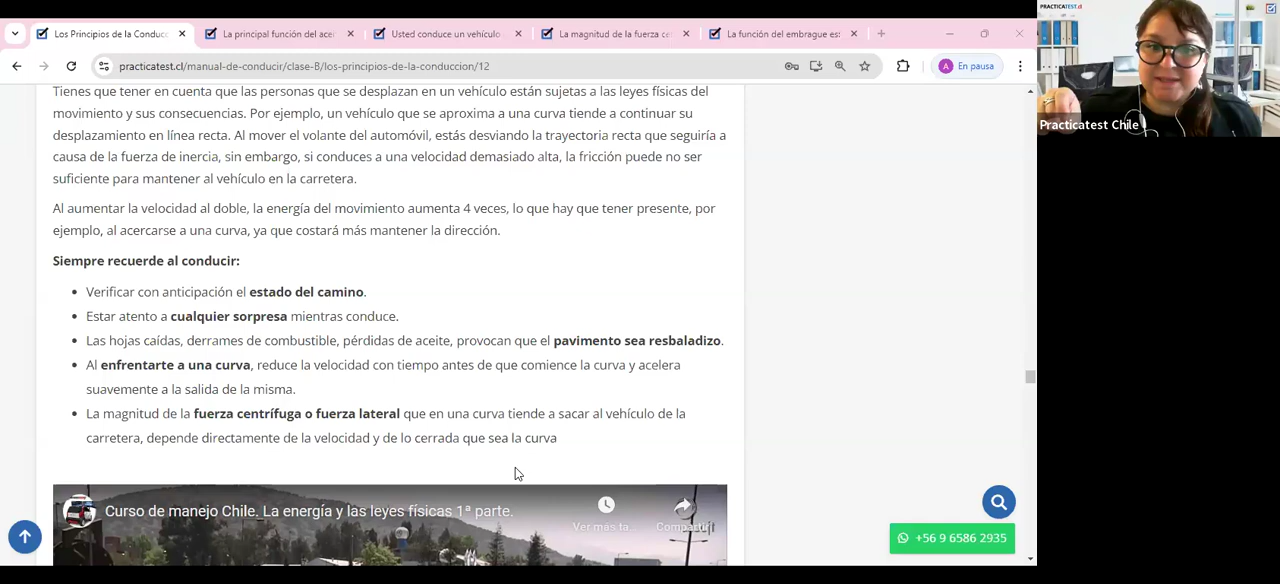 Los Principios de la Conduc
La principal función del acer
Usted conduce un vehículo
La magnitud de la fuerza ce
La función del embrague es
practicatest.cl/manual-de-conducir/clase-B/los-principios-de-la-conduccion/12
A
En pausa
PRACTICATEST.cl
Practicatest Chile
Tienes que tener en cuenta que las personas que se desplazan en un vehículo están sujetas a las leyes físicas del
movimiento y sus consecuencias. Por ejemplo, un vehículo que se aproxima a una curva tiende a continuar su
desplazamiento en línea recta. Al mover el volante del automóvil, estás desviando la trayectoria recta que seguiría a
causa de la fuerza de inercia, sin embargo, si conduces a una velocidad demasiado alta, la fricción puede no ser
suficiente para mantener al vehículo en la carretera.
Al aumentar la velocidad al doble, la energía del movimiento aumenta 4 veces, lo que hay que tener presente, por
ejemplo, al acercarse a una curva, ya que costará más mantener la dirección.
Siempre recuerde al conducir:
Verificar con anticipación el estado del camino.
Estar atento a cualquier sorpresa mientras conduce.
Las hojas caídas, derrames de combustible, pérdidas de aceite, provocan que el pavimento sea resbaladizo.
Al enfrentarte a una curva, reduce la velocidad con tiempo antes de que comience la curva y acelera
suavemente a la salida de la misma.
La magnitud de la fuerza centrífuga o fuerza lateral que en una curva tiende a sacar al vehículo de la
carretera, depende directamente de la velocidad y de lo cerrada que sea la curva
Curso de manejo Chile. La energía y las leyes físicas 1ª parte.
Ver más ta...
Compartir
+56 9 6586 2935